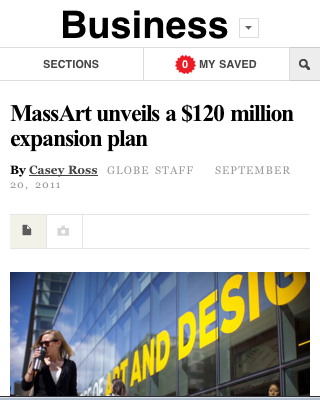 Business
SECTIONS
0 MY SAVED
MassArt unveils a $120 million
expansion plan
By Casey Ross GLOBE STAFF SEPTEMBER
20, 2011
OF ART AND DESIG